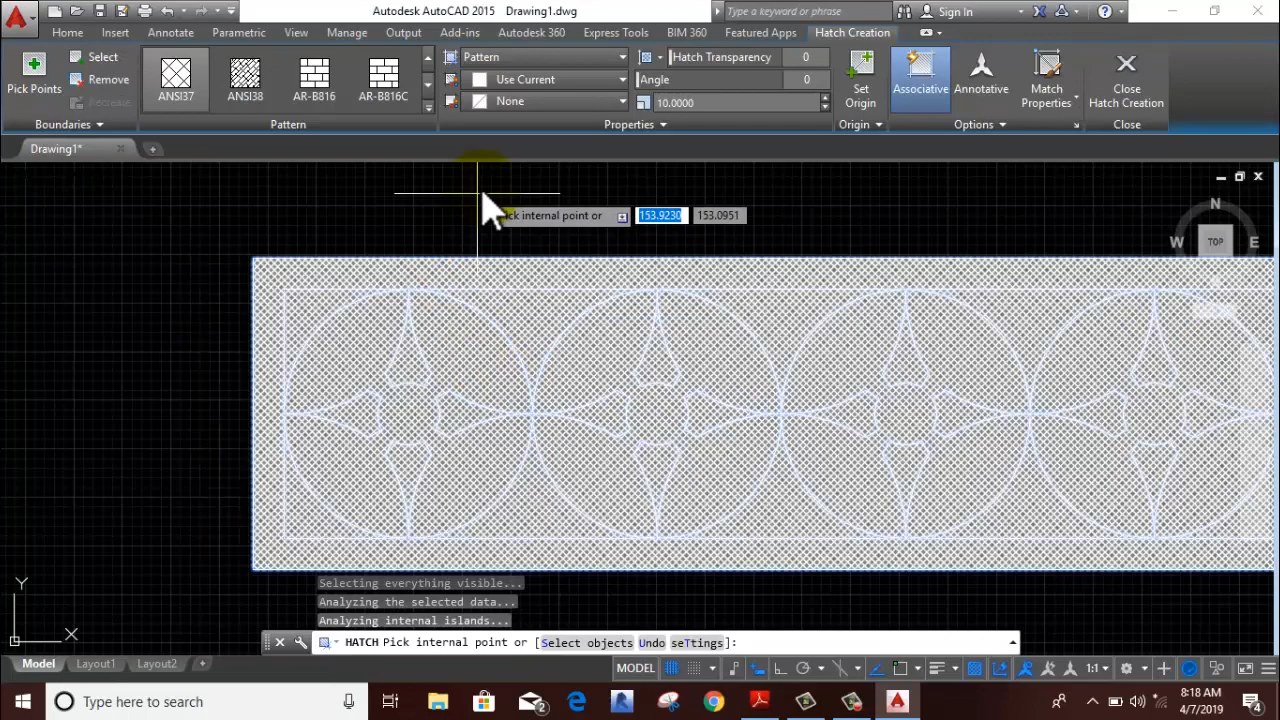 Autodesk AutoCAD 2015 Drawing1.dwg
Type a keyword or phrase
Sign In
Home Insert Annotate Parametric View Manage Output Add-ins Autodesk 360 Express Tools BIM 360 Featured Apps Hatch Creation
Pick Points
Select
Remove
Recreate
Boundaries
ANSI37
ANSI38
AR-B816
AR-B816C
Pattern
Pattern
Use Current
None
Hatch Transparency 0
Angle 0
10.0000
Properties
Set
Origin
Origin
Associative
Annotative
Match
Properties
Options
Close
Hatch Creation
Close
Drawing1*
ick internal point or 153.9230 153.0951
N
W TOP E
Y
X
Selecting everything visible...
Analyzing the selected data...
Analyzing internal islands...
HATCH Pick internal point or [Select objects Undo seTtings]:
Model Layout1 Layout2
MODEL 1:1
Type here to search
2
8:18 AM
4/7/2019
4